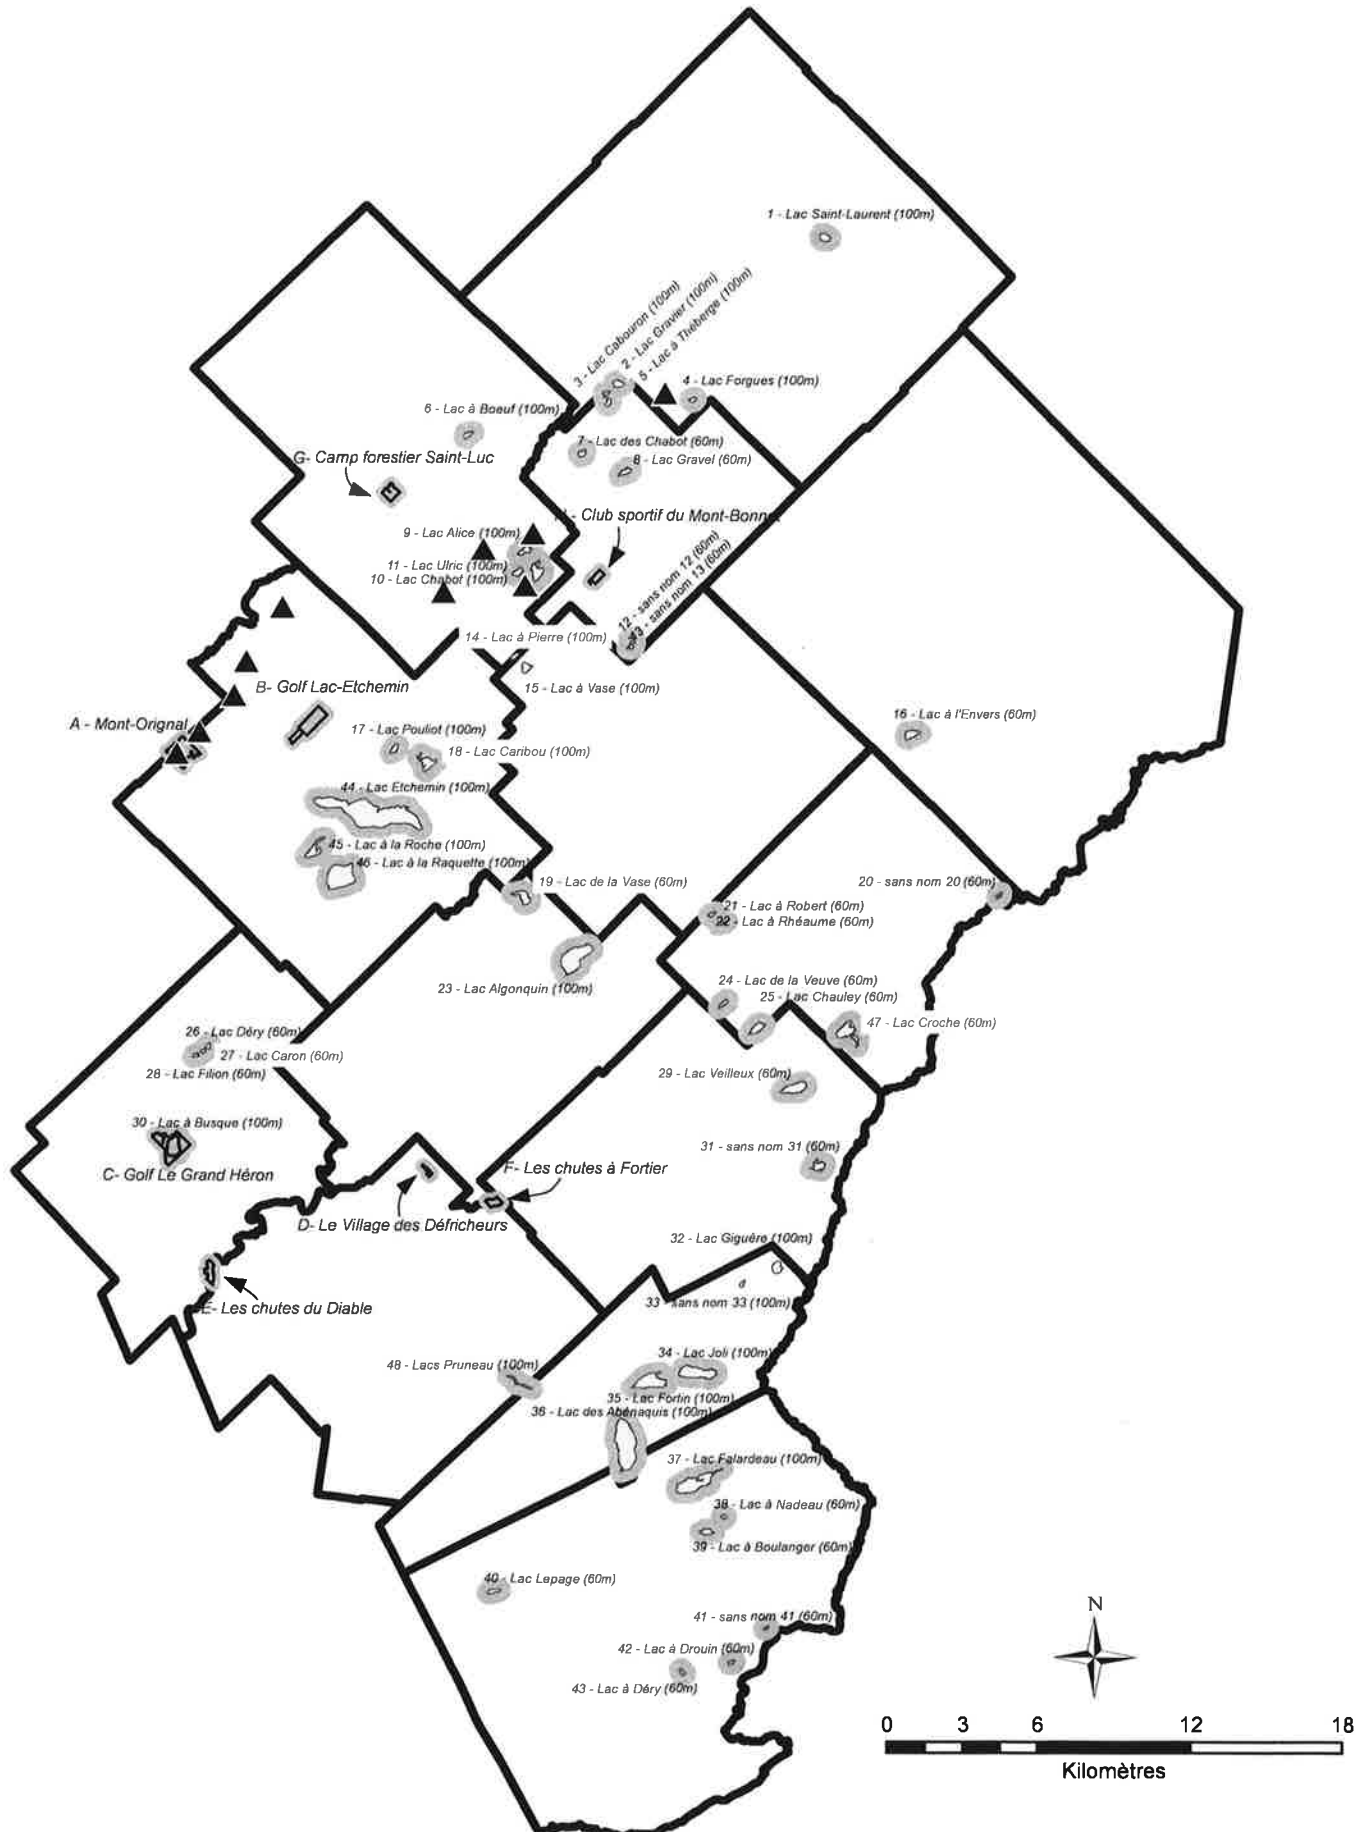 1 - Lac Saint-Laurent (100m)
3 - Lac Cabouron (100m)
2 - Lac Gravier (100m)
5 - Lac à Théberge (100m)
4 - Lac Forgues (100m)
6 - Lac à Boeuf (100m)
7 - Lac des Chabot (60m)
G- Camp forestier Saint-Luc
8 - Lac Gravel (60m)
- Club sportif du Mont-Bonnet
9 - Lac Alice (100m)
11 - Lac Ulric (100m)
10 - Lac Chabot (100m)
12 - sans nom 12 (60m)
13 - sans nom 13 (60m)
14 - Lac à Pierre (100m)
15 - Lac à Vase (100m)
B- Golf Lac-Etchemin
A - Mont-Orignal
16 - Lac à l'Envers (60m)
17 - Lac Pouliot (100m)
18 - Lac Caribou (100m)
44 - Lac Etchemin (100m)
45 - Lac à la Roche (100m)
46 - Lac à la Raquette (100m)
19 - Lac de la Vase (60m)
20 - sans nom 20 (60m)
21 - Lac à Robert (60m)
22 - Lac à Rhéaume (60m)
23 - Lac Algonquin (100m)
24 - Lac de la Veuve (60m)
25 - Lac Chauley (60m)
47 - Lac Croche (60m)
26 - Lac Déry (60m)
27 - Lac Caron (60m)
28 - Lac Filion (60m)
29 - Lac Veilleux (60m)
30 - Lac à Busque (100m)
31 - sans nom 31 (60m)
C- Golf Le Grand Héron
F- Les chutes à Fortier
D- Le Village des Défricheurs
32 - Lac Giguère (100m)
E- Les chutes du Diable
33 - sans nom 33 (100m)
34 - Lac Joli (100m)
48 - Lacs Pruneau (100m)
35 - Lac Fortin (100m)
36 - Lac des Abénaquis (100m)
37 - Lac Falardeau (100m)
38 - Lac à Nadeau (60m)
39 - Lac à Boulanger (60m)
40 - Lac Lepage (60m)
41 - sans nom 41 (60m)
42 - Lac à Drouin (60m)
43 - Lac à Déry (60m)
N
0 3 6 12 18
Kilomètres